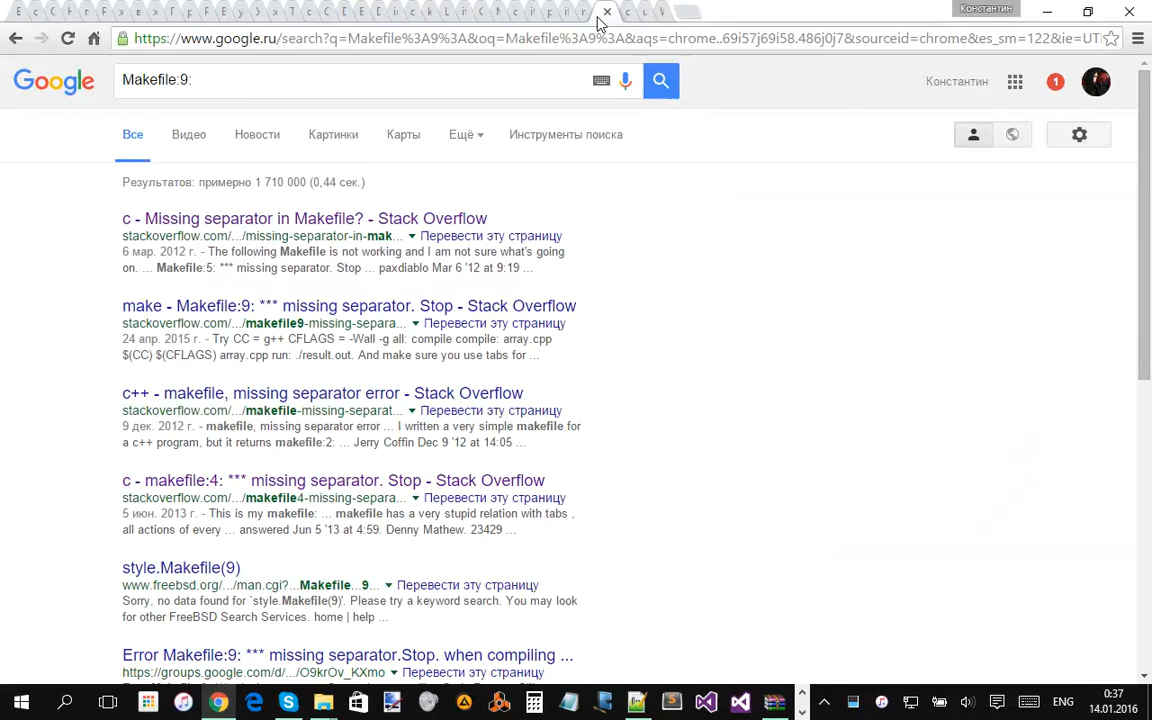 Константин
https://www.google.ru/search?q=Makefile%3A9%3A&oq=Makefile%3A9%3A&aqs=chrome..69i57j69i58.486j0j7&sourceid=chrome&es_sm=122&ie=UT
Google
Makefile:9:
Константин
1
Все Видео Новости Картинки Карты Ещё Инструменты поиска
Результатов: примерно 1 710 000 (0,44 сек.)
c - Missing separator in Makefile? - Stack Overflow
stackoverflow.com/.../missing-separator-in-mak... Перевести эту страницу
6 мар. 2012 г. - The following Makefile is not working and I am not sure what's going
on. ... Makefile:5: *** missing separator. Stop ... paxdiablo Mar 6 '12 at 9:19 ...
make - Makefile:9: *** missing separator. Stop - Stack Overflow
stackoverflow.com/.../makefile9-missing-separa... Перевести эту страницу
24 апр. 2015 г. - Try CC = g++ CFLAGS = -Wall -g all: compile compile: array.cpp
$(CC) $(CFLAGS) array.cpp run: ./result.out. And make sure you use tabs for ...
c++ - makefile, missing separator error - Stack Overflow
stackoverflow.com/.../makefile-missing-separat... Перевести эту страницу
9 дек. 2012 г. - makefile, missing separator error ... I written a very simple makefile for
a c++ program, but it returns makefile:2: ... Jerry Coffin Dec 9 '12 at 14:05 ...
c - makefile:4: *** missing separator. Stop - Stack Overflow
stackoverflow.com/.../makefile4-missing-separa... Перевести эту страницу
5 июн. 2013 г. - This is my makefile: ... makefile has a very stupid relation with tabs ,
all actions of every ... answered Jun 5 '13 at 4:59. Denny Mathew. 23429 ...
style.Makefile(9)
www.freebsd.org/.../man.cgi?...Makefile...9... Перевести эту страницу
Sorry, no data found for `style.Makefile(9)'. Please try a keyword search. You may look
for other FreeBSD Search Services. home | help ...
Error Makefile:9: *** missing separator.Stop. when compiling ...
https://groups.google.com/d/.../O9krOv_KXmo Перевести эту страницу
ENG
0:37
14.01.2016